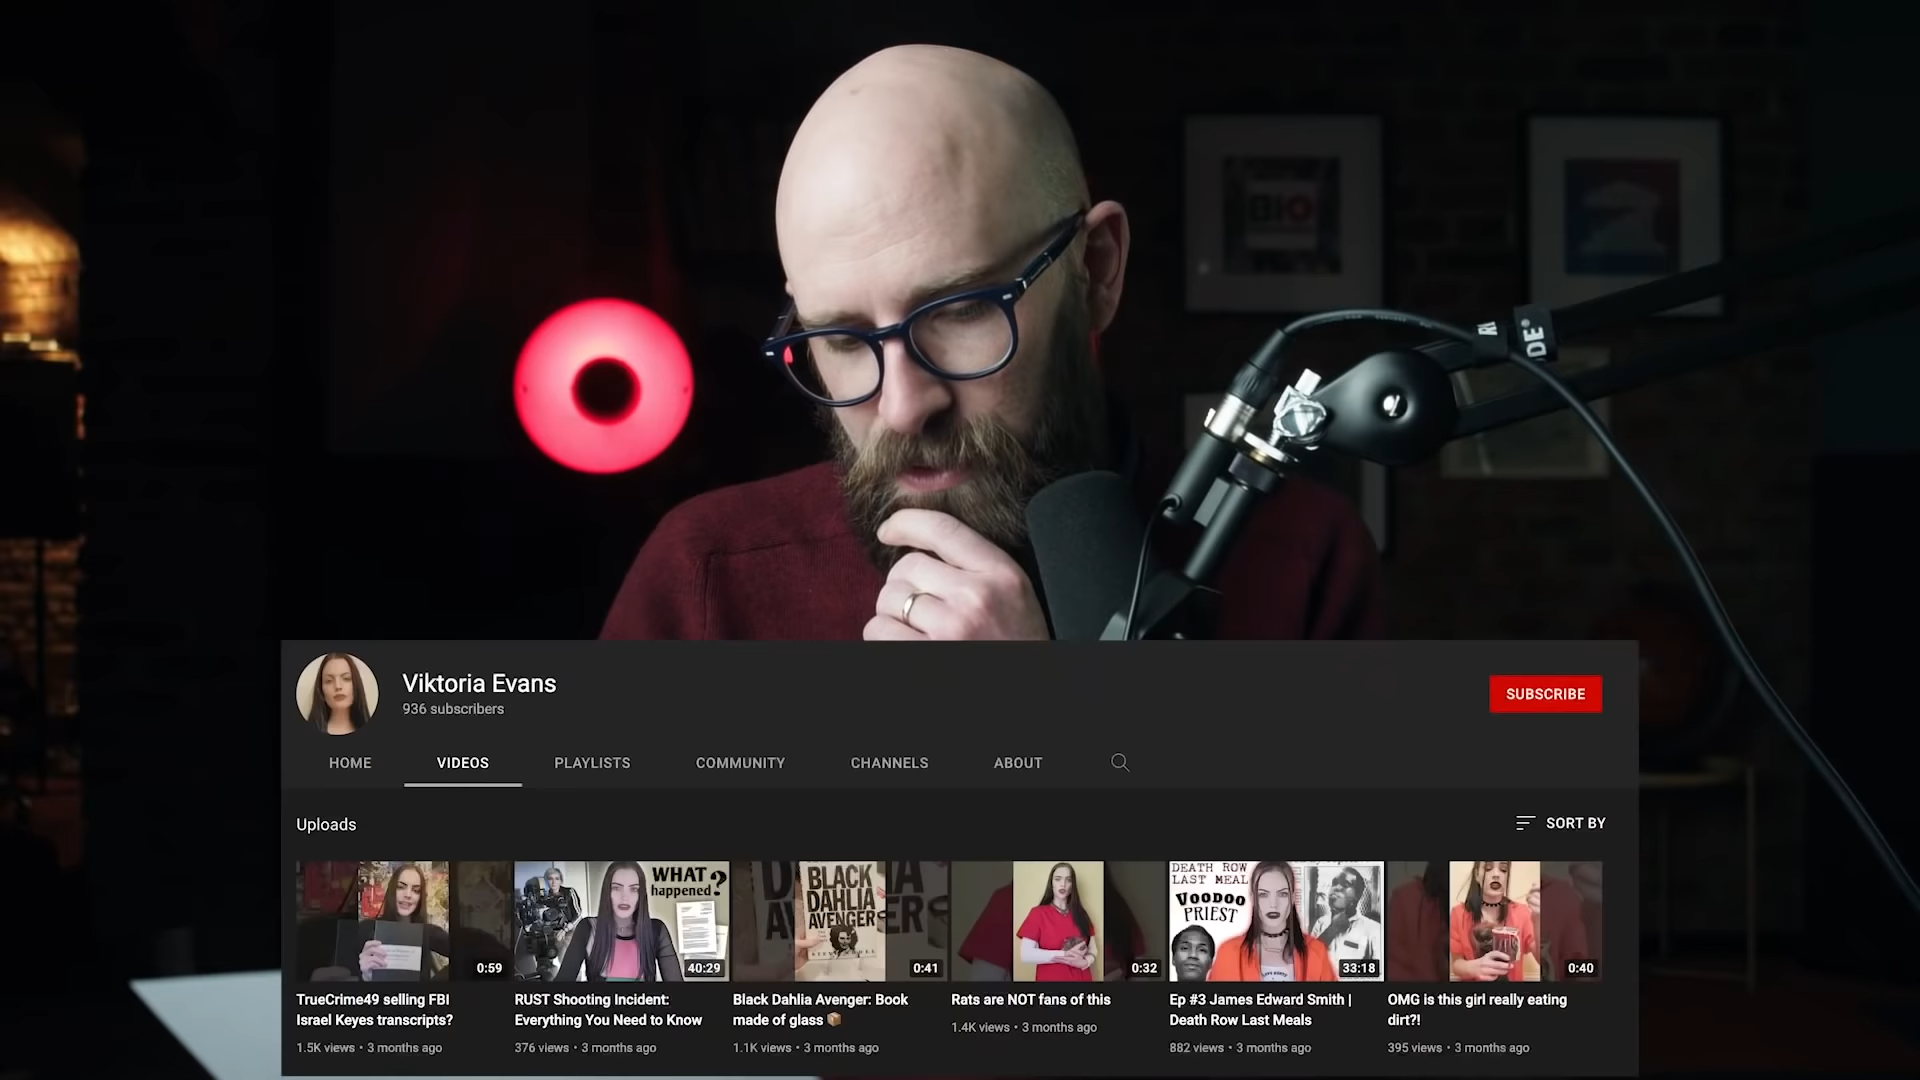 BIO
RØDE®
Viktoria Evans
936 subscribers
SUBSCRIBE
HOME
VIDEOS
PLAYLISTS
COMMUNITY
CHANNELS
ABOUT
Uploads
SORT BY
0:59
WHAT
happened?
40:29
BLACK
DAHLIA
AVENGER
0:41
0:32
DEATH ROW
LAST MEAL
VOODOO
PRIEST
33:18
0:40
TrueCrime49 selling FBI
Israel Keyes transcripts?
1.5K views • 3 months ago
RUST Shooting Incident:
Everything You Need to Know
376 views • 3 months ago
Black Dahlia Avenger: Book
made of glass 📦
1.1K views • 3 months ago
Rats are NOT fans of this
1.4K views • 3 months ago
Ep #3 James Edward Smith |
Death Row Last Meals
882 views • 3 months ago
OMG is this girl really eating
dirt?!
395 views • 3 months ago